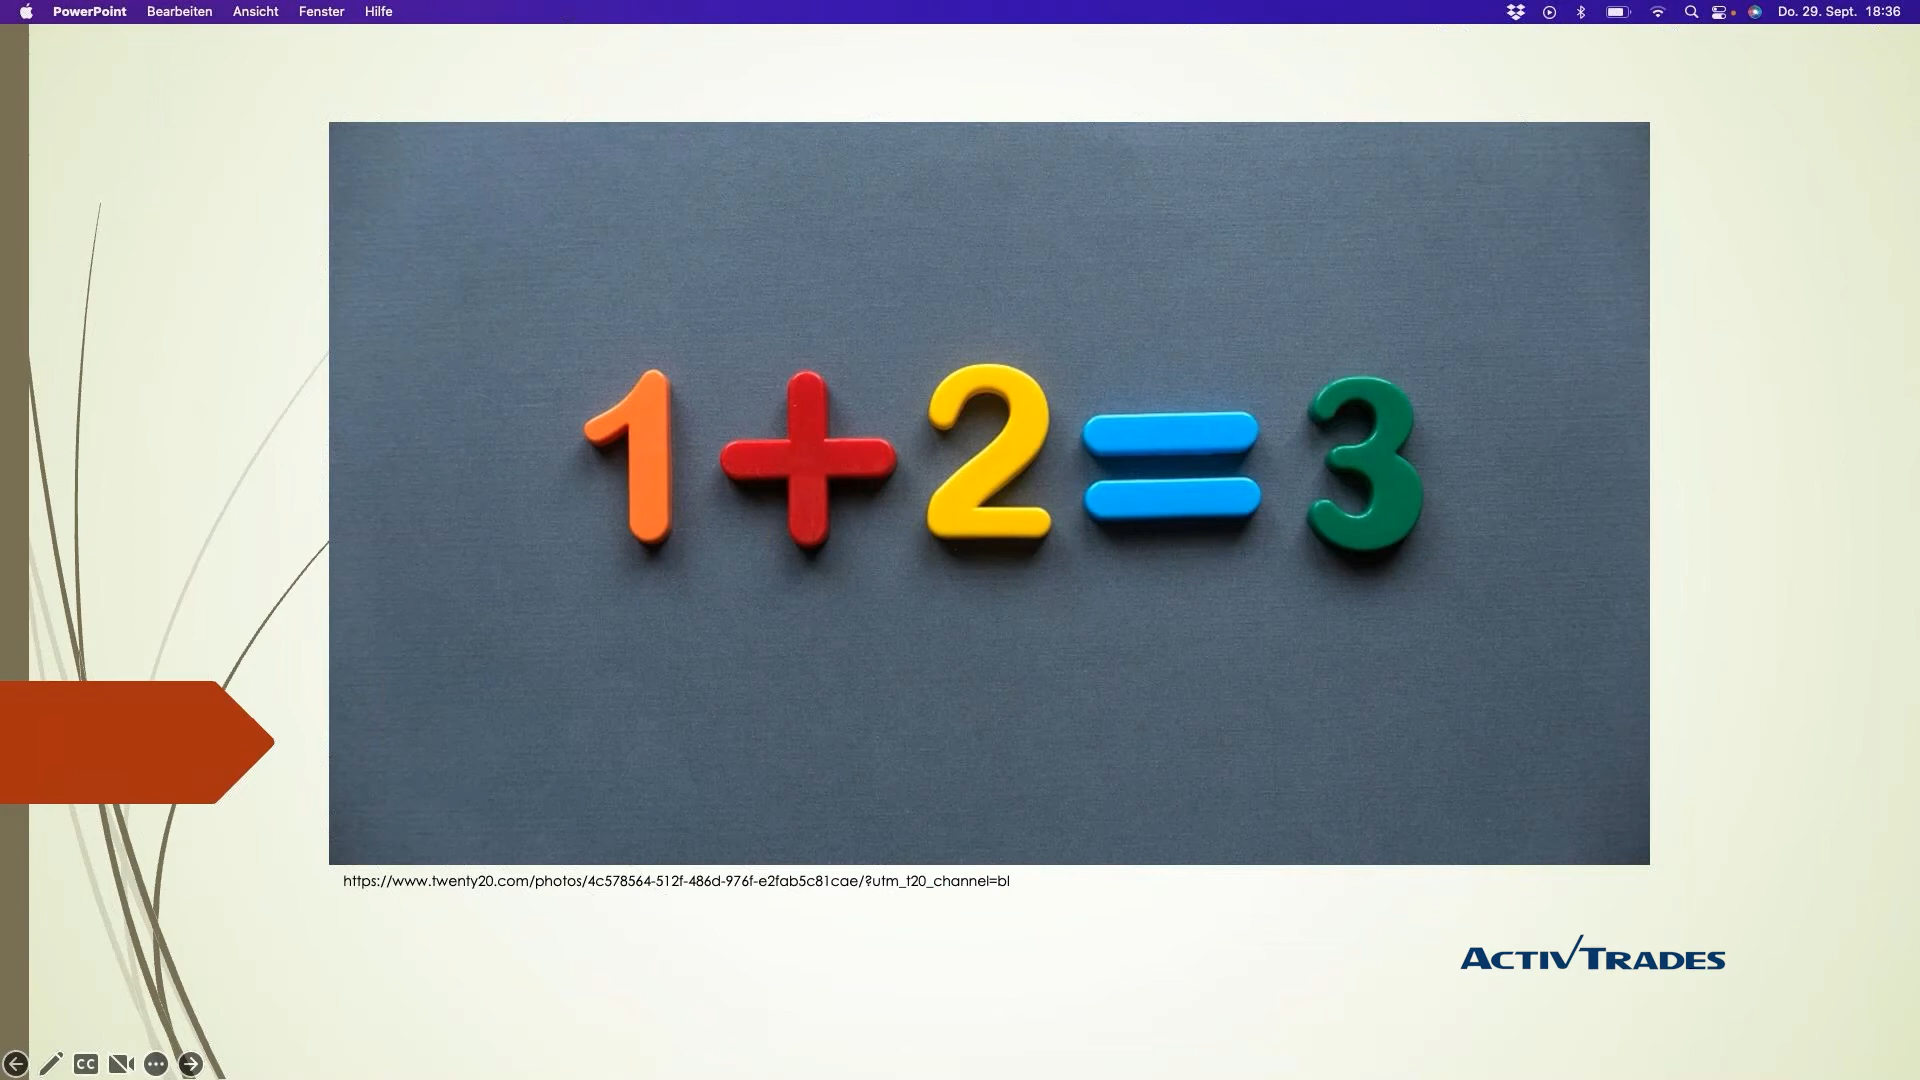 PowerPoint Bearbeiten Ansicht Fenster Hilfe Do. 29. Sept. 18:36
1+2=3
https://www.twenty20.com/photos/4c578564-512f-486d-976f-e2fab5c81cae/?utm_t20_channel=bl
ACTIVTRADES
CC